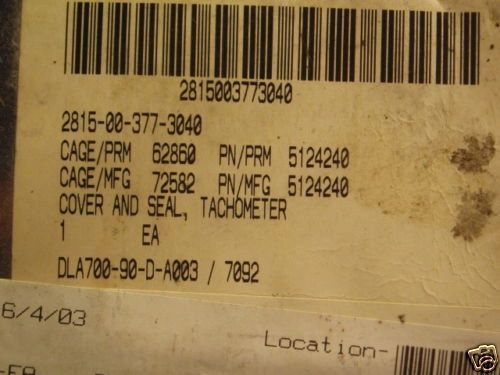 2815003773040
2815-00-377-3040
CAGE/PRM 62860 PN/PRM 5124240
CAGE/MFG 72582 PN/MFG 5124240
COVER AND SEAL, TACHOMETER
1 EA
DLA700-90-D-A003 / 7092
6/4/03
Location-